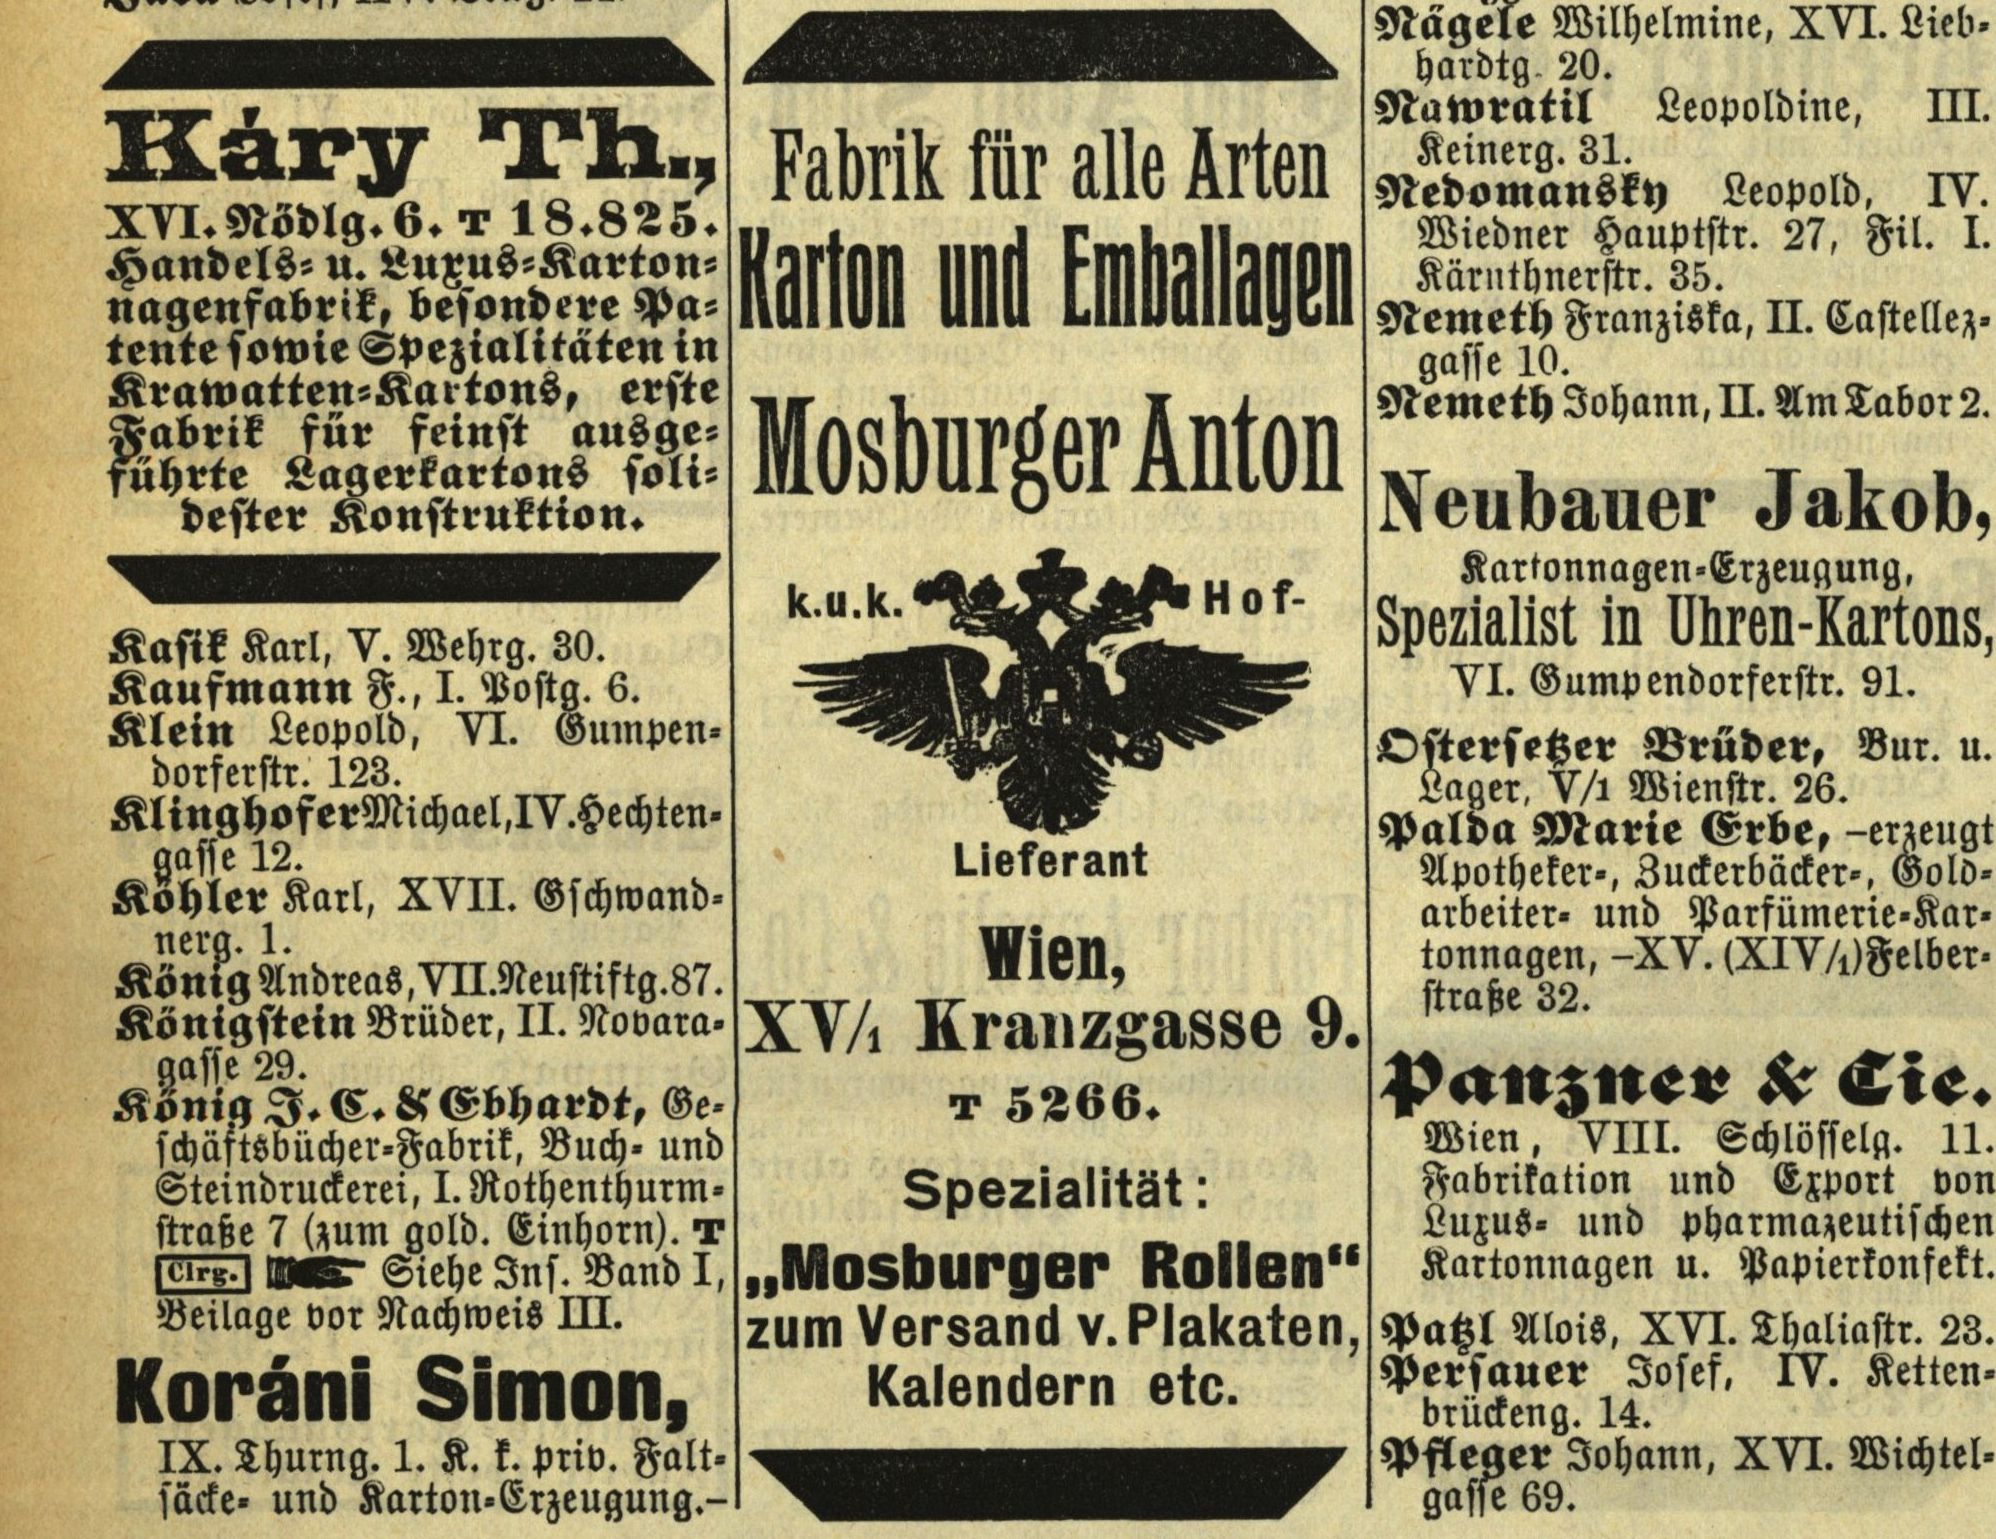 Káry Th.,
XVI. Nödlg. 6. T 18.825.
Handels- u. Luxus-Karton-
nagenfabrik, besondere Pa-
tente sowie Spezialitäten in
Krawatten-Kartons, erste
Fabrik für feinst ausge-
führte Lagerkartons soli-
dester Konstruktion.
Kasik Karl, V. Wehrg. 30.
Kaufmann F., I. Postg. 6.
Klein Leopold, VI. Gumpen-
dorferstr. 123.
Klinghofer Michael, IV. Hechten-
gasse 12.
Köhler Karl, XVII. Gschwand-
nerg. 1.
König Andreas, VII. Neustiftg. 87.
Königstein Brüder, II. Novara-
gasse 29.
König J. C. & Ebhardt, Ge-
schäftsbücher-Fabrik, Buch- und
Steindruckerei, I. Rothenthurm-
straße 7 (zum gold. Einhorn). T
Clrg. Siehe Ins. Band I,
Beilage vor Nachweis III.
Koráni Simon,
IX. Thurng. 1. K. k. priv. Falt-
säcke- und Karton-Erzeugung.–
Fabrik für alle Arten
Karton und Emballagen
Mosburger Anton
k.u.k. Hof-
Lieferant
Wien,
XV/1 Kranzgasse 9.
T 5266.
Spezialität:
„Mosburger Rollen“
zum Versand v. Plakaten,
Kalendern etc.
Nägele Wilhelmine, XVI. Lieb-
hardtg. 20.
Nawratil Leopoldine, III.
Keinerg. 31.
Nedomansky Leopold, IV.
Wiedner Hauptstr. 27, Fil. I.
Kärnthnerstr. 35.
Nemeth Franziska, II. Castellez-
gasse 10.
Nemeth Johann, II. Am Tabor 2.
Neubauer Jakob,
Kartonnagen-Erzeugung,
Spezialist in Uhren-Kartons,
VI. Gumpendorferstr. 91.
Ostersetzer Brüder, Bur. u.
Lager, V/1 Wienstr. 26.
Palda Marie Erbe, –erzeugt
Apotheker-, Zuckerbäcker-, Gold-
arbeiter- und Parfümerie-Kar-
tonnagen, –XV. (XIV/1) Felber-
straße 32.
Panzner & Cie.
Wien, VIII. Schlösselg. 11.
Fabrikation und Export von
Luxus- und pharmazeutischen
Kartonnagen u. Papierkonfekt.
Patzl Alois, XVI. Thaliastr. 23.
Persauer Josef, IV. Ketten-
brückeng. 14.
Pfleger Johann, XVI. Wichtel-
gasse 69.